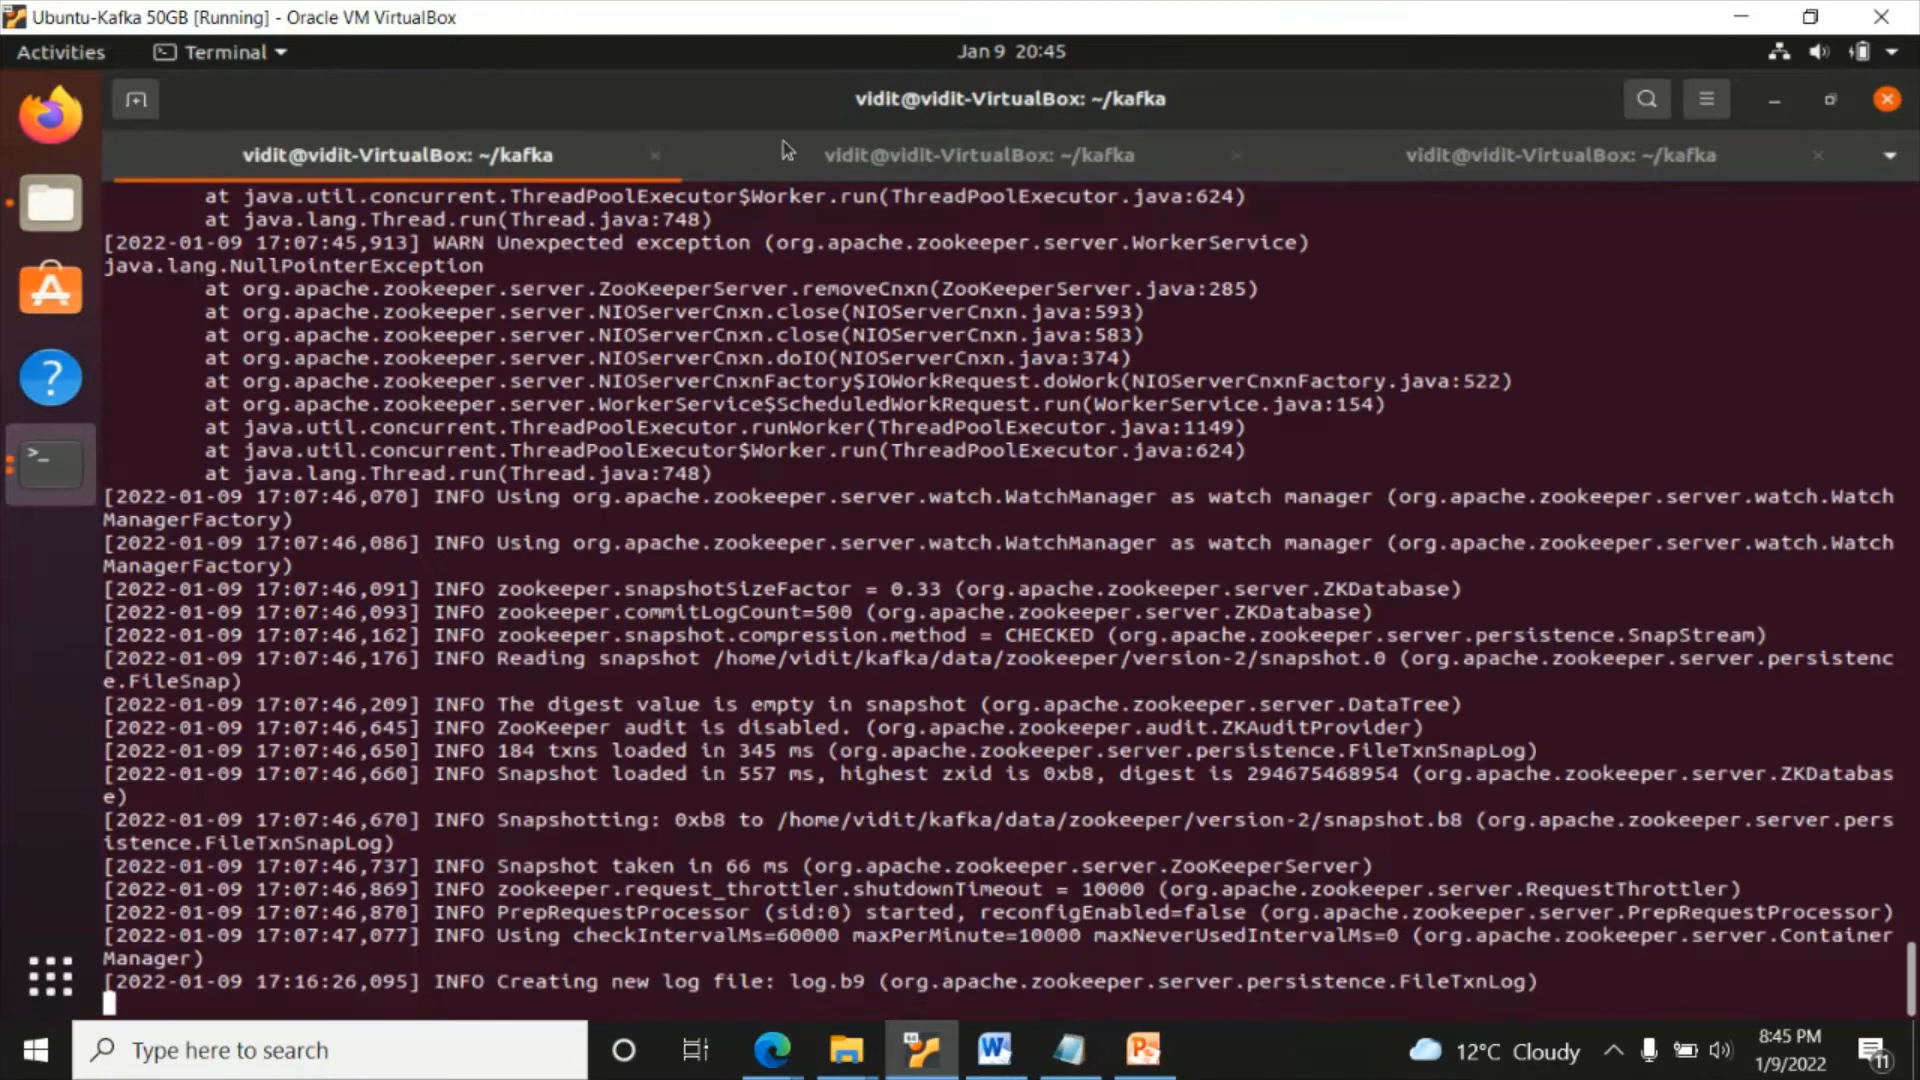 Ubuntu-Kafka 50GB [Running] - Oracle VM VirtualBox
Activities Terminal Jan 9 20:45
vidit@vidit-VirtualBox: ~/kafka
vidit@vidit-VirtualBox: ~/kafka vidit@vidit-VirtualBox: ~/kafka vidit@vidit-VirtualBox: ~/kafka
at java.util.concurrent.ThreadPoolExecutor$Worker.run(ThreadPoolExecutor.java:624)
at java.lang.Thread.run(Thread.java:748)
[2022-01-09 17:07:45,913] WARN Unexpected exception (org.apache.zookeeper.server.WorkerService)
java.lang.NullPointerException
at org.apache.zookeeper.server.ZooKeeperServer.removeCnxn(ZooKeeperServer.java:285)
at org.apache.zookeeper.server.NIOServerCnxn.close(NIOServerCnxn.java:593)
at org.apache.zookeeper.server.NIOServerCnxn.close(NIOServerCnxn.java:583)
at org.apache.zookeeper.server.NIOServerCnxn.doIO(NIOServerCnxn.java:374)
at org.apache.zookeeper.server.NIOServerCnxnFactory$IOWorkRequest.doWork(NIOServerCnxnFactory.java:522)
at org.apache.zookeeper.server.WorkerService$ScheduledWorkRequest.run(WorkerService.java:154)
at java.util.concurrent.ThreadPoolExecutor.runWorker(ThreadPoolExecutor.java:1149)
at java.util.concurrent.ThreadPoolExecutor$Worker.run(ThreadPoolExecutor.java:624)
at java.lang.Thread.run(Thread.java:748)
[2022-01-09 17:07:46,070] INFO Using org.apache.zookeeper.server.watch.WatchManager as watch manager (org.apache.zookeeper.server.watch.Watch
ManagerFactory)
[2022-01-09 17:07:46,086] INFO Using org.apache.zookeeper.server.watch.WatchManager as watch manager (org.apache.zookeeper.server.watch.Watch
ManagerFactory)
[2022-01-09 17:07:46,091] INFO zookeeper.snapshotSizeFactor = 0.33 (org.apache.zookeeper.server.ZKDatabase)
[2022-01-09 17:07:46,093] INFO zookeeper.commitLogCount=500 (org.apache.zookeeper.server.ZKDatabase)
[2022-01-09 17:07:46,162] INFO zookeeper.snapshot.compression.method = CHECKED (org.apache.zookeeper.server.persistence.SnapStream)
[2022-01-09 17:07:46,176] INFO Reading snapshot /home/vidit/kafka/data/zookeeper/version-2/snapshot.0 (org.apache.zookeeper.server.persistenc
e.FileSnap)
[2022-01-09 17:07:46,209] INFO The digest value is empty in snapshot (org.apache.zookeeper.server.DataTree)
[2022-01-09 17:07:46,645] INFO ZooKeeper audit is disabled. (org.apache.zookeeper.audit.ZKAuditProvider)
[2022-01-09 17:07:46,650] INFO 184 txns loaded in 345 ms (org.apache.zookeeper.server.persistence.FileTxnSnapLog)
[2022-01-09 17:07:46,660] INFO Snapshot loaded in 557 ms, highest zxid is 0xb8, digest is 294675468954 (org.apache.zookeeper.server.ZKDatabas
e)
[2022-01-09 17:07:46,670] INFO Snapshotting: 0xb8 to /home/vidit/kafka/data/zookeeper/version-2/snapshot.b8 (org.apache.zookeeper.server.pers
istence.FileTxnSnapLog)
[2022-01-09 17:07:46,737] INFO Snapshot taken in 66 ms (org.apache.zookeeper.server.ZooKeeperServer)
[2022-01-09 17:07:46,869] INFO zookeeper.request_throttler.shutdownTimeout = 10000 (org.apache.zookeeper.server.RequestThrottler)
[2022-01-09 17:07:46,870] INFO PrepRequestProcessor (sid:0) started, reconfigEnabled=false (org.apache.zookeeper.server.PrepRequestProcessor)
[2022-01-09 17:07:47,077] INFO Using checkIntervalMs=60000 maxPerMinute=10000 maxNeverUsedIntervalMs=0 (org.apache.zookeeper.server.Container
Manager)
[2022-01-09 17:16:26,095] INFO Creating new log file: log.b9 (org.apache.zookeeper.server.persistence.FileTxnLog)
Type here to search 12°C Cloudy 8:45 PM
1/9/2022 11